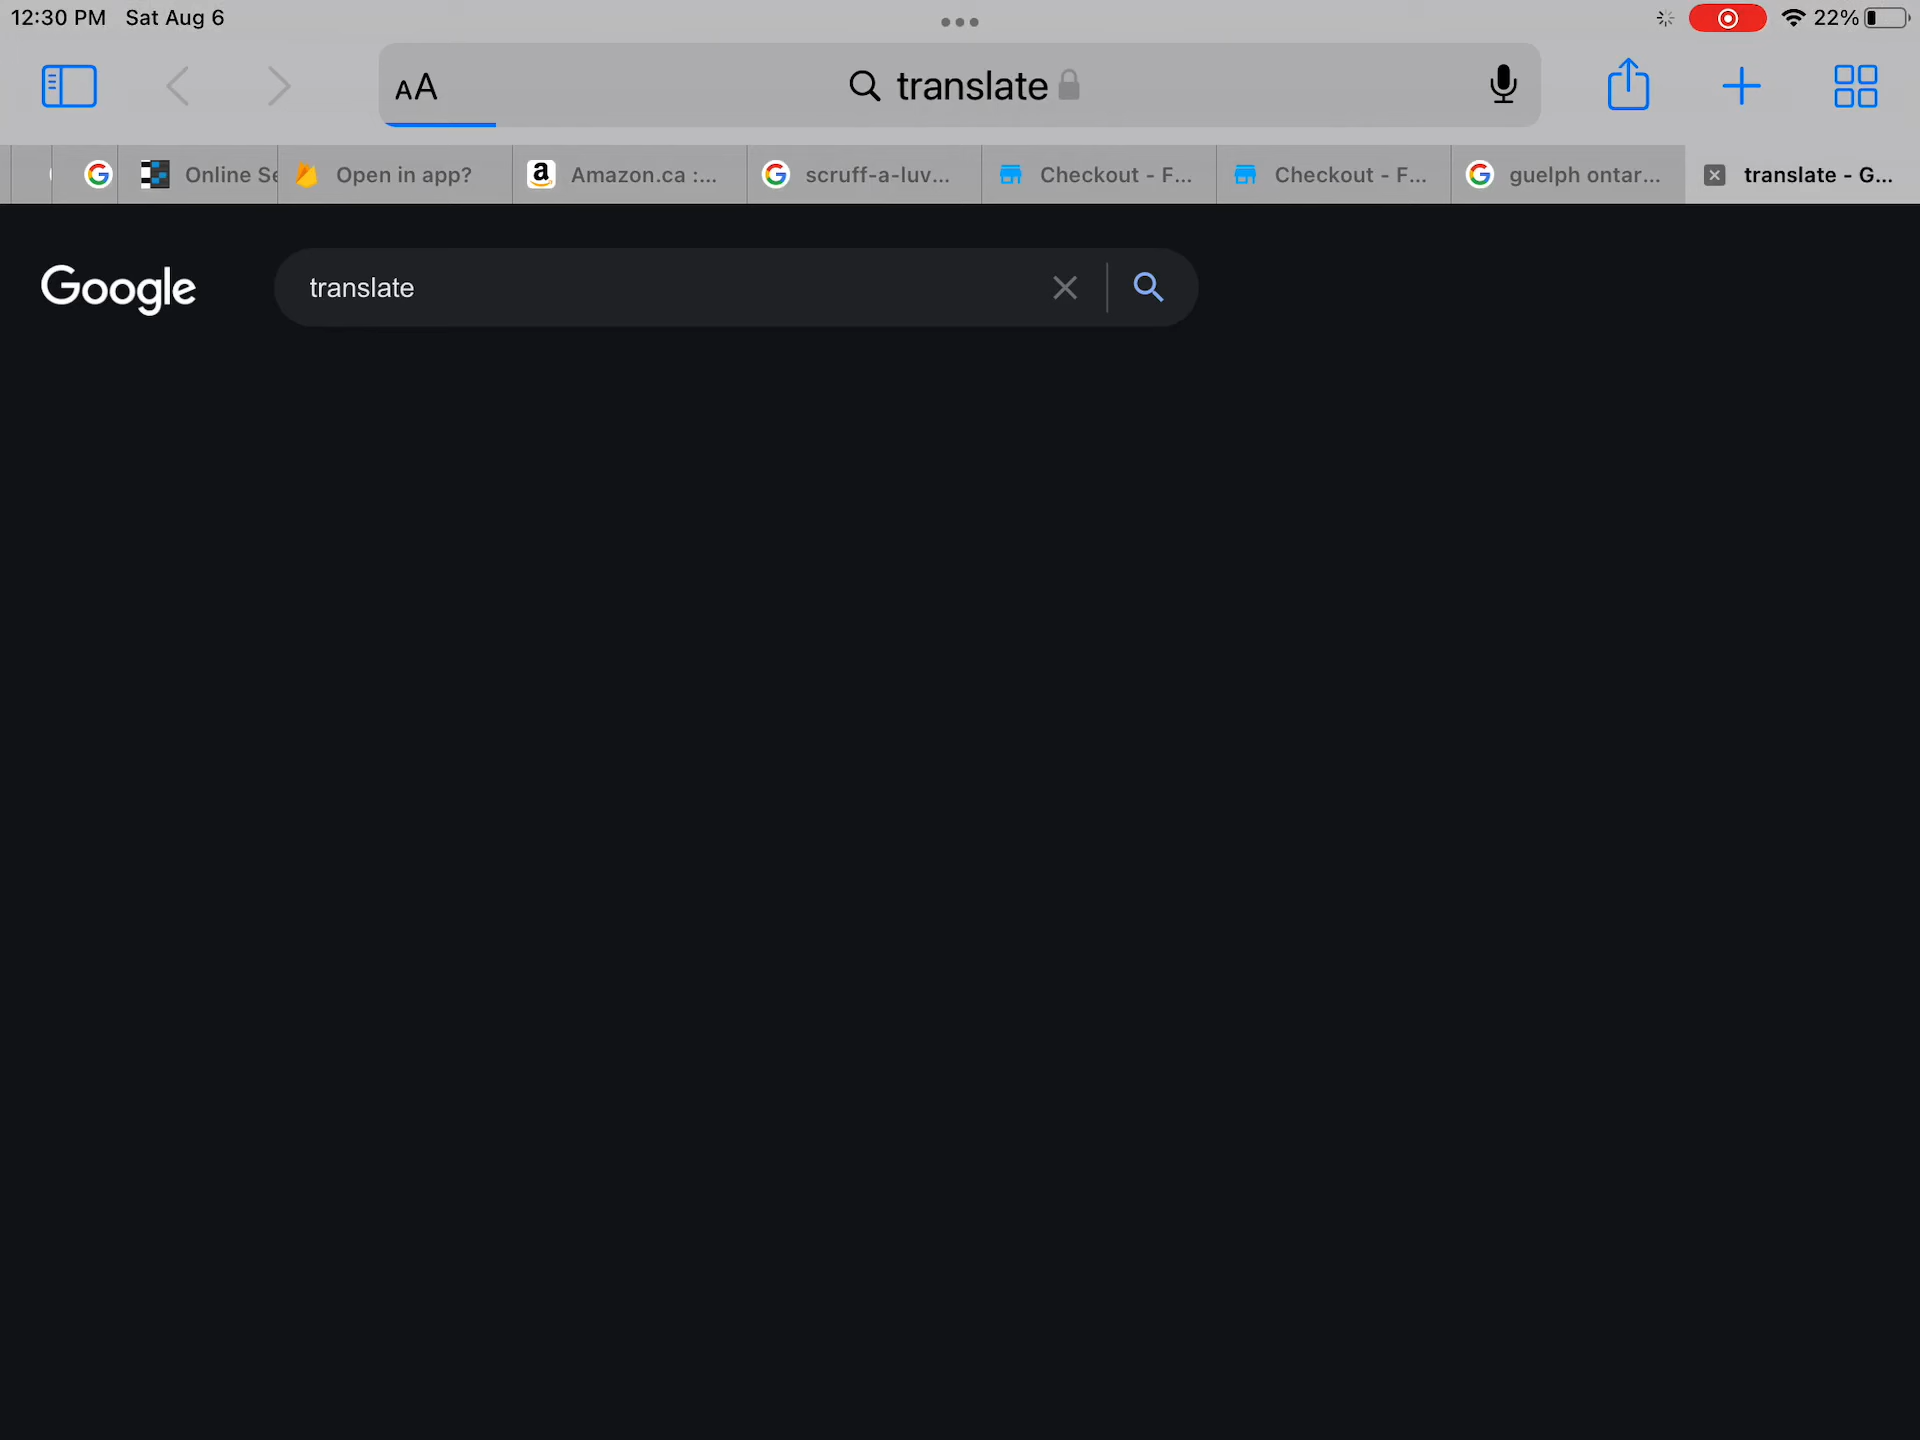 12:30 PM Sat Aug 6
22%
AA
translate
Online Se
Open in app?
Amazon.ca :...
scruff-a-luv...
Checkout - F...
Checkout - F...
guelph ontar...
translate - G...
Google
translate